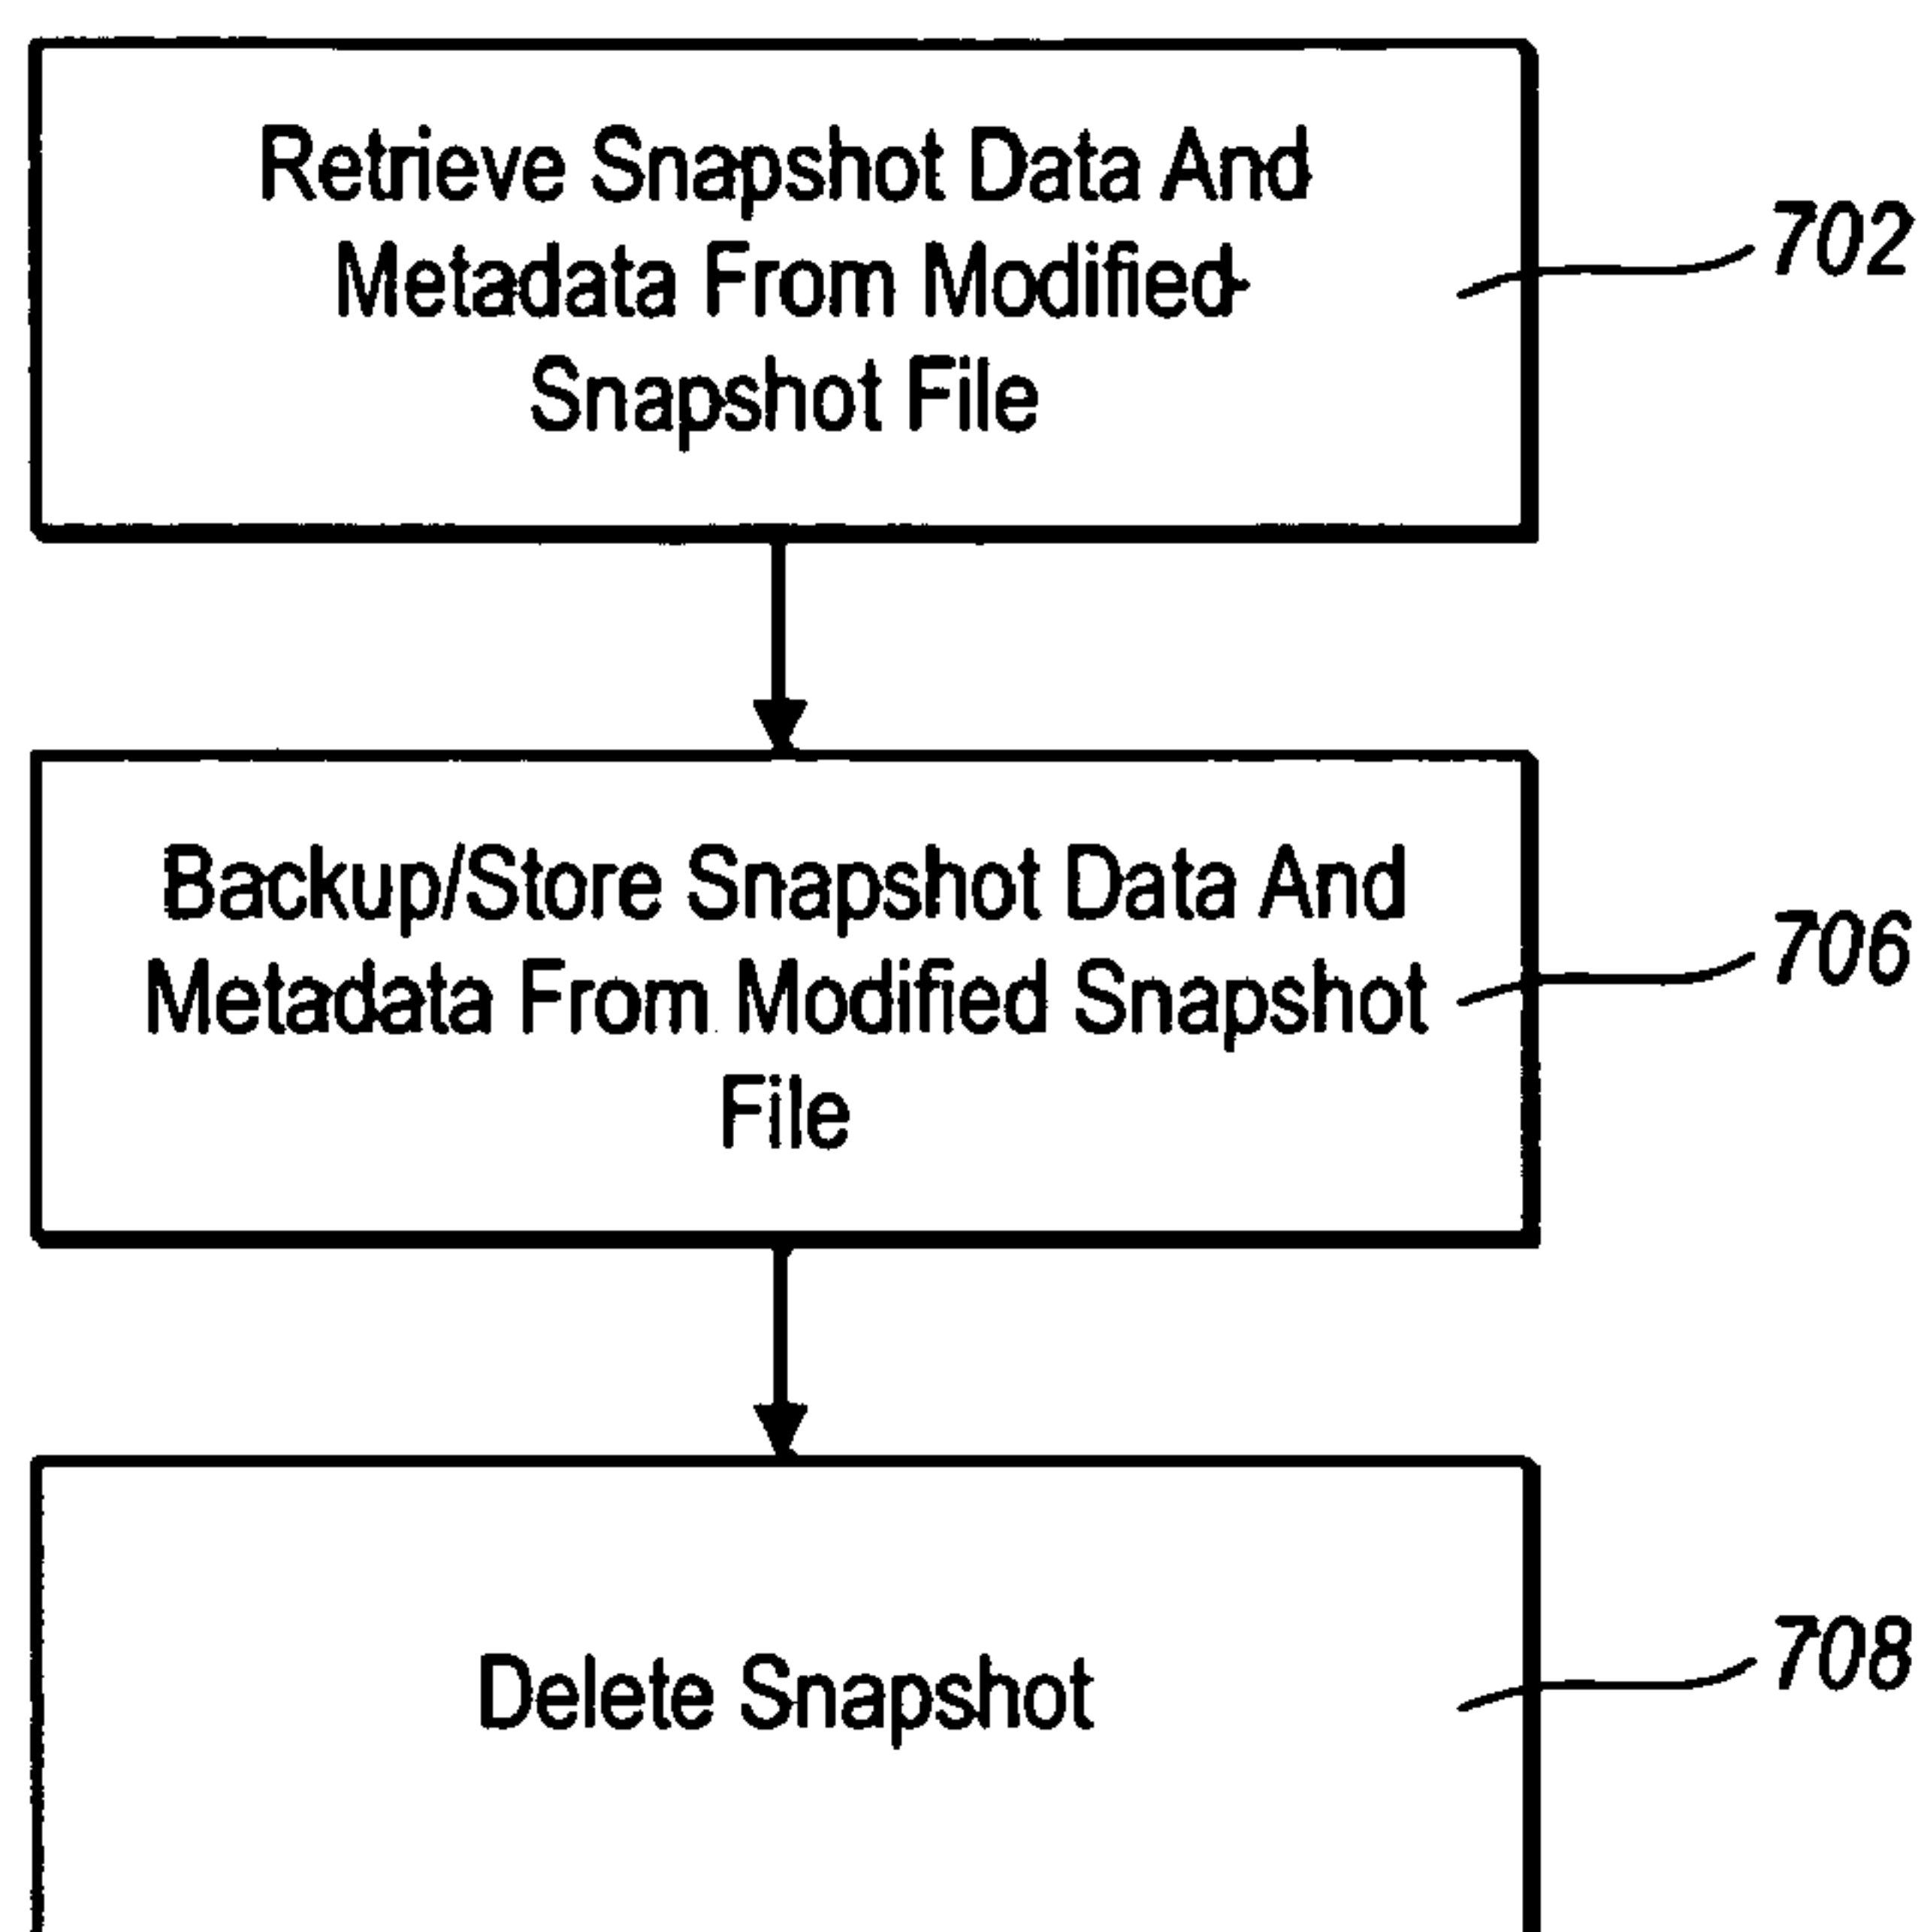 Retrieve Snapshot Data And
Metadata From Modified
Snapshot File
702
Backup/Store Snapshot Data And
Metadata From Modified Snapshot
File
706
Delete Snapshot
708